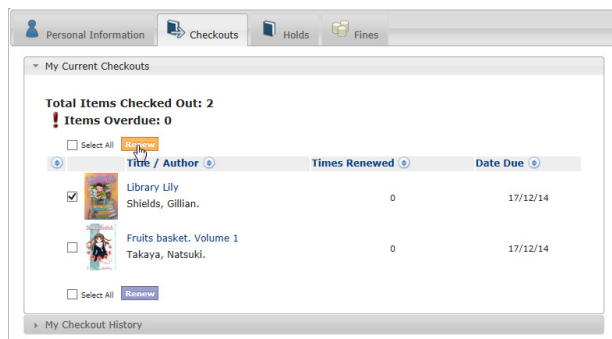 Personal Information
Checkouts
Holds
Fines
My Current Checkouts
Total Items Checked Out: 2
Items Overdue: 0
Select All
Renew
Title / Author
Times Renewed
Date Due
Library Lily
Shields, Gillian.
0
17/12/14
Fruits basket. Volume 1
Takaya, Natsuki.
0
17/12/14
Select All
Renew
My Checkout History